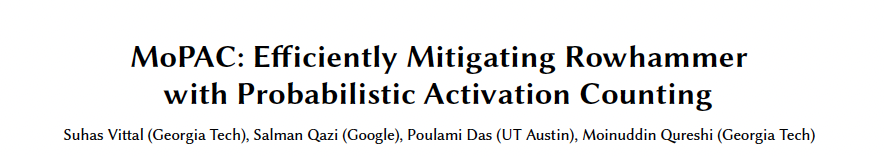 MoPAC: Efficiently Mitigating Rowhammer
with Probabilistic Activation Counting
Suhas Vittal (Georgia Tech), Salman Qazi (Google), Poulami Das (UT Austin), Moinuddin Qureshi (Georgia Tech)